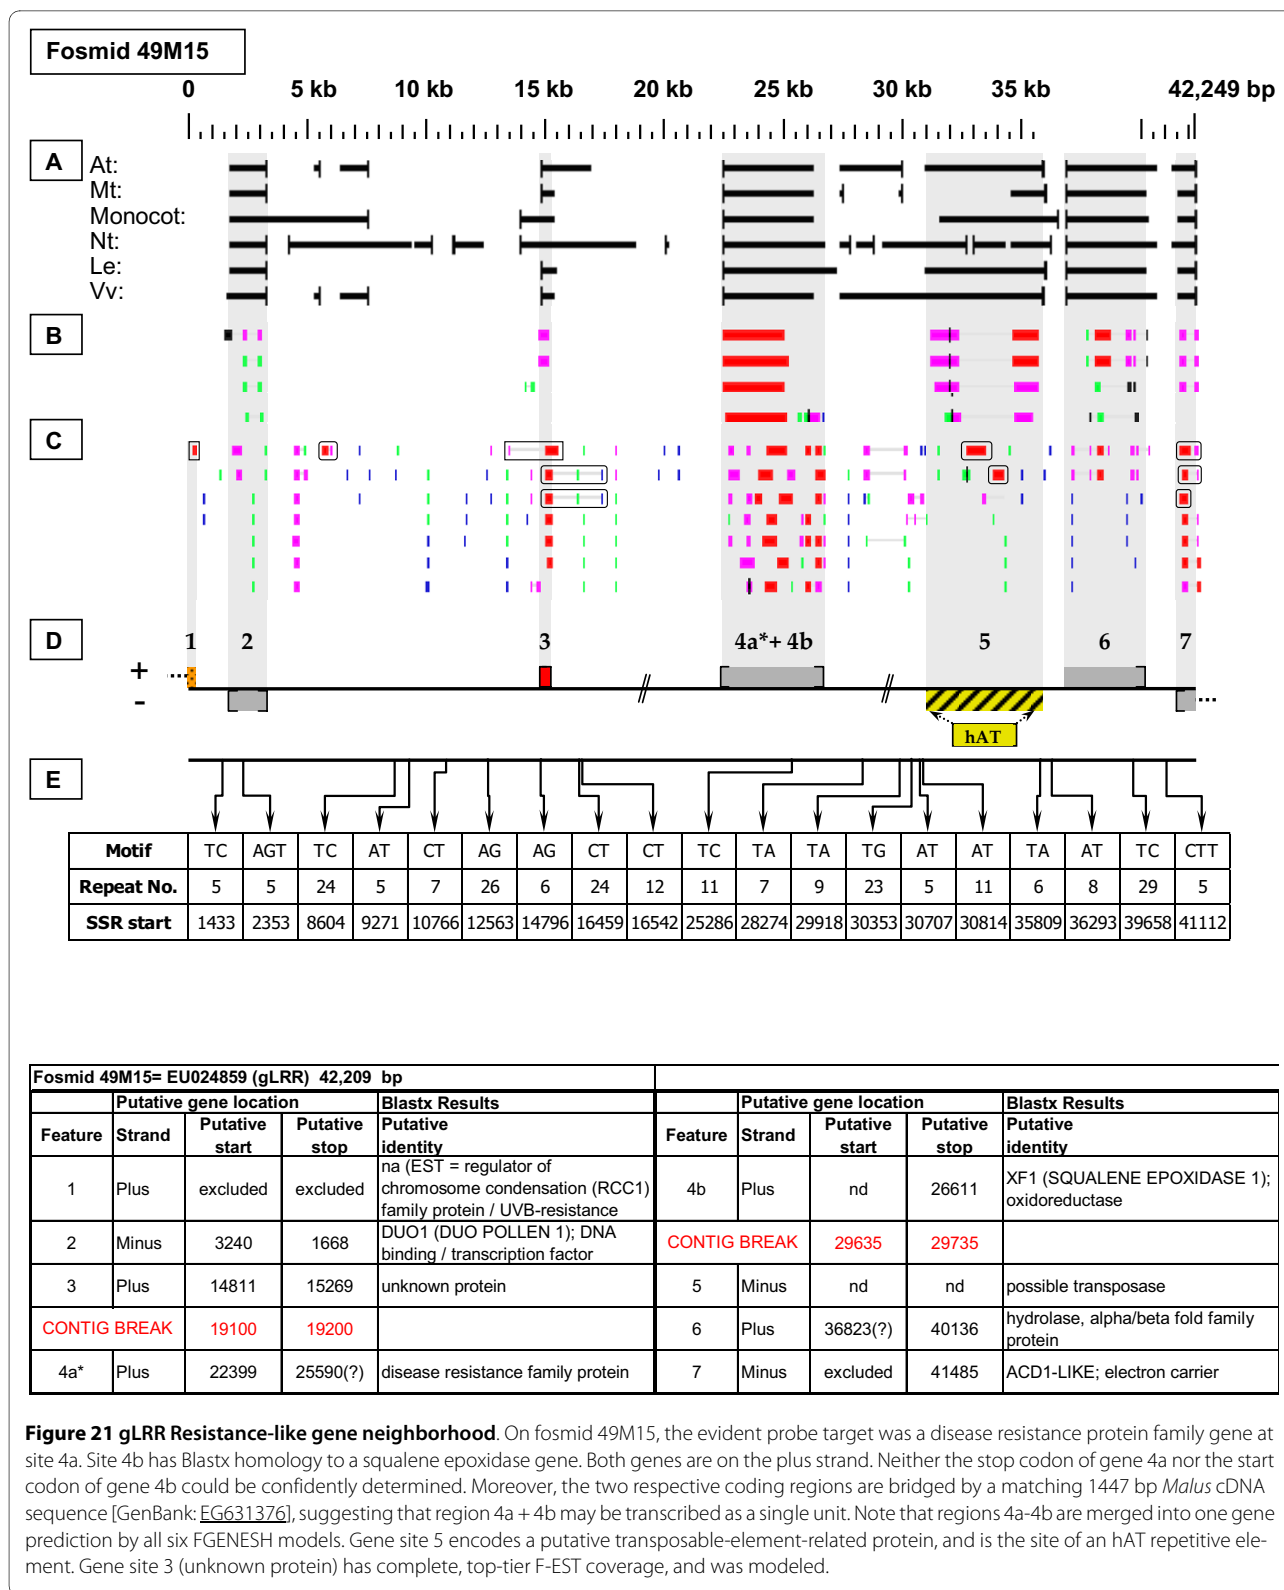 Fosmid 49M15
0 5 kb 10 kb 15 kb 20 kb 25 kb 30 kb 35 kb 42,249 bp
A
At:
Mt:
Monocot:
Nt:
Le:
Vv:
B
C
D
1 2 3 4a*+ 4b 5 6 7
+
-
hAT
E
Motif TC AGT TC AT CT AG AG CT CT TC TA TA TG AT AT TA AT TC CTT
Repeat No. 5 5 24 5 7 26 6 24 12 11 7 9 23 5 11 6 8 29 5
SSR start 1433 2353 8604 9271 10766 12563 14796 16459 16542 25286 28274 29918 30353 30707 30814 35809 36293 39658 41112
Fosmid 49M15= EU024859 (gLRR) 42,209 bp
Putative gene location Blastx Results Putative gene location Blastx Results
Feature Strand Putative start Putative stop Putative identity Feature Strand Putative start Putative stop Putative identity
1 Plus excluded excluded na (EST = regulator of chromosome condensation (RCC1) family protein / UVB-resistance 4b Plus nd 26611 XF1 (SQUALENE EPOXIDASE 1); oxidoreductase
2 Minus 3240 1668 DUO1 (DUO POLLEN 1); DNA binding / transcription factor CONTIG BREAK 29635 29735
3 Plus 14811 15269 unknown protein 5 Minus nd nd possible transposase
CONTIG BREAK 19100 19200 6 Plus 36823(?) 40136 hydrolase, alpha/beta fold family protein
4a* Plus 22399 25590(?) disease resistance family protein 7 Minus excluded 41485 ACD1-LIKE; electron carrier
Figure 21 gLRR Resistance-like gene neighborhood. On fosmid 49M15, the evident probe target was a disease resistance protein family gene at
site 4a. Site 4b has Blastx homology to a squalene epoxidase gene. Both genes are on the plus strand. Neither the stop codon of gene 4a nor the start
codon of gene 4b could be confidently determined. Moreover, the two respective coding regions are bridged by a matching 1447 bp Malus cDNA
sequence [GenBank: EG631376], suggesting that region 4a + 4b may be transcribed as a single unit. Note that regions 4a-4b are merged into one gene
prediction by all six FGENESH models. Gene site 5 encodes a putative transposable-element-related protein, and is the site of an hAT repetitive ele-
ment. Gene site 3 (unknown protein) has complete, top-tier F-EST coverage, and was modeled.